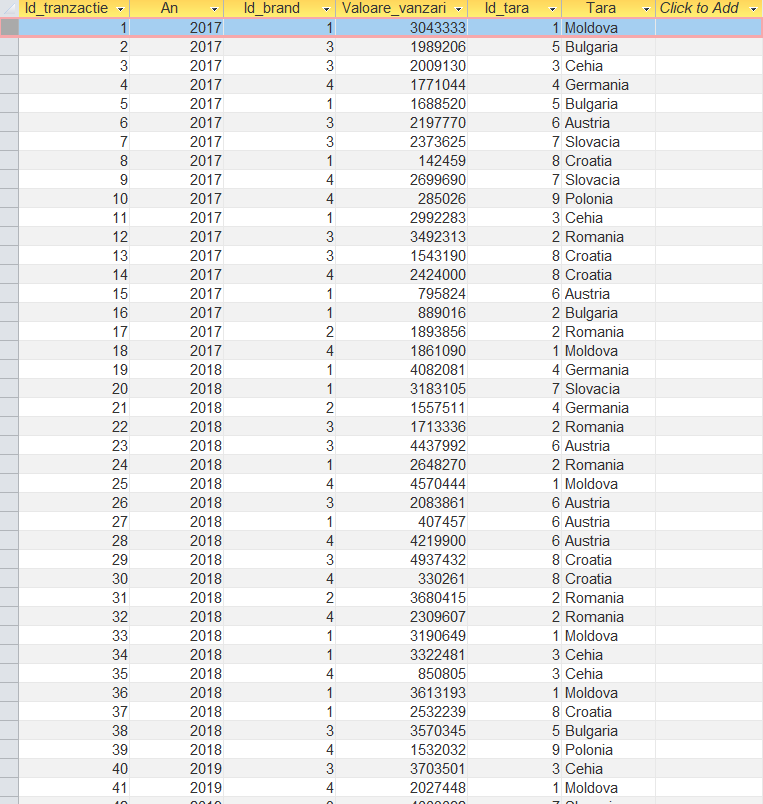 Id_tranzactie An Id_brand Valoare_vanzari Id_tara Tara Click to Add
1 2017 1 3043333 1 Moldova
2 2017 3 1989206 5 Bulgaria
3 2017 3 2009130 3 Cehia
4 2017 4 1771044 4 Germania
5 2017 1 1688520 5 Bulgaria
6 2017 3 2197770 6 Austria
7 2017 3 2373625 7 Slovacia
8 2017 1 142459 8 Croatia
9 2017 4 2699690 7 Slovacia
10 2017 4 285026 9 Polonia
11 2017 1 2992283 3 Cehia
12 2017 3 3492313 2 Romania
13 2017 3 1543190 8 Croatia
14 2017 4 2424000 8 Croatia
15 2017 1 795824 6 Austria
16 2017 1 889016 2 Bulgaria
17 2017 2 1893856 2 Romania
18 2017 4 1861090 1 Moldova
19 2018 1 4082081 4 Germania
20 2018 1 3183105 7 Slovacia
21 2018 2 1557511 4 Germania
22 2018 3 1713336 2 Romania
23 2018 3 4437992 6 Austria
24 2018 1 2648270 2 Romania
25 2018 4 4570444 1 Moldova
26 2018 3 2083861 6 Austria
27 2018 1 407457 6 Austria
28 2018 4 4219900 6 Austria
29 2018 3 4937432 8 Croatia
30 2018 4 330261 8 Croatia
31 2018 2 3680415 2 Romania
32 2018 4 2309607 2 Romania
33 2018 1 3190649 1 Moldova
34 2018 1 3322481 3 Cehia
35 2018 4 850805 3 Cehia
36 2018 1 3613193 1 Moldova
37 2018 1 2532239 8 Croatia
38 2018 3 3570345 5 Bulgaria
39 2018 4 1532032 9 Polonia
40 2019 3 3703501 3 Cehia
41 2019 4 2027448 1 Moldova